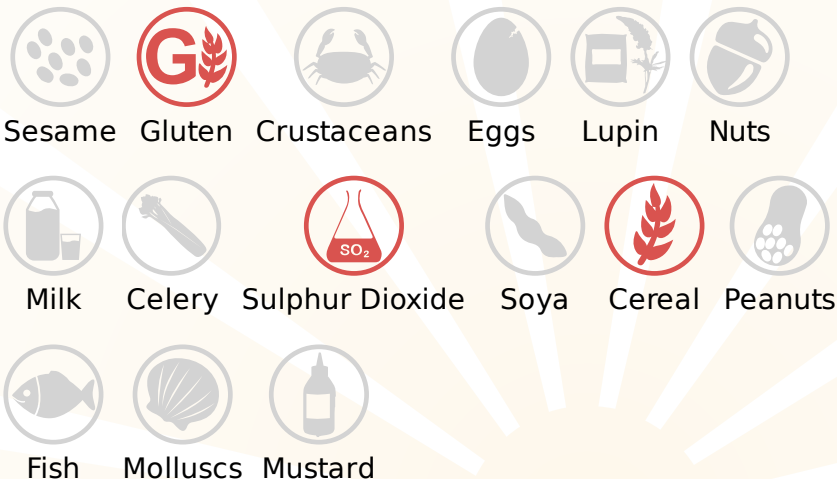 G
Sesame Gluten Crustaceans Eggs Lupin Nuts
SO₂
Milk Celery Sulphur Dioxide Soya Cereal Peanuts
Fish Molluscs Mustard